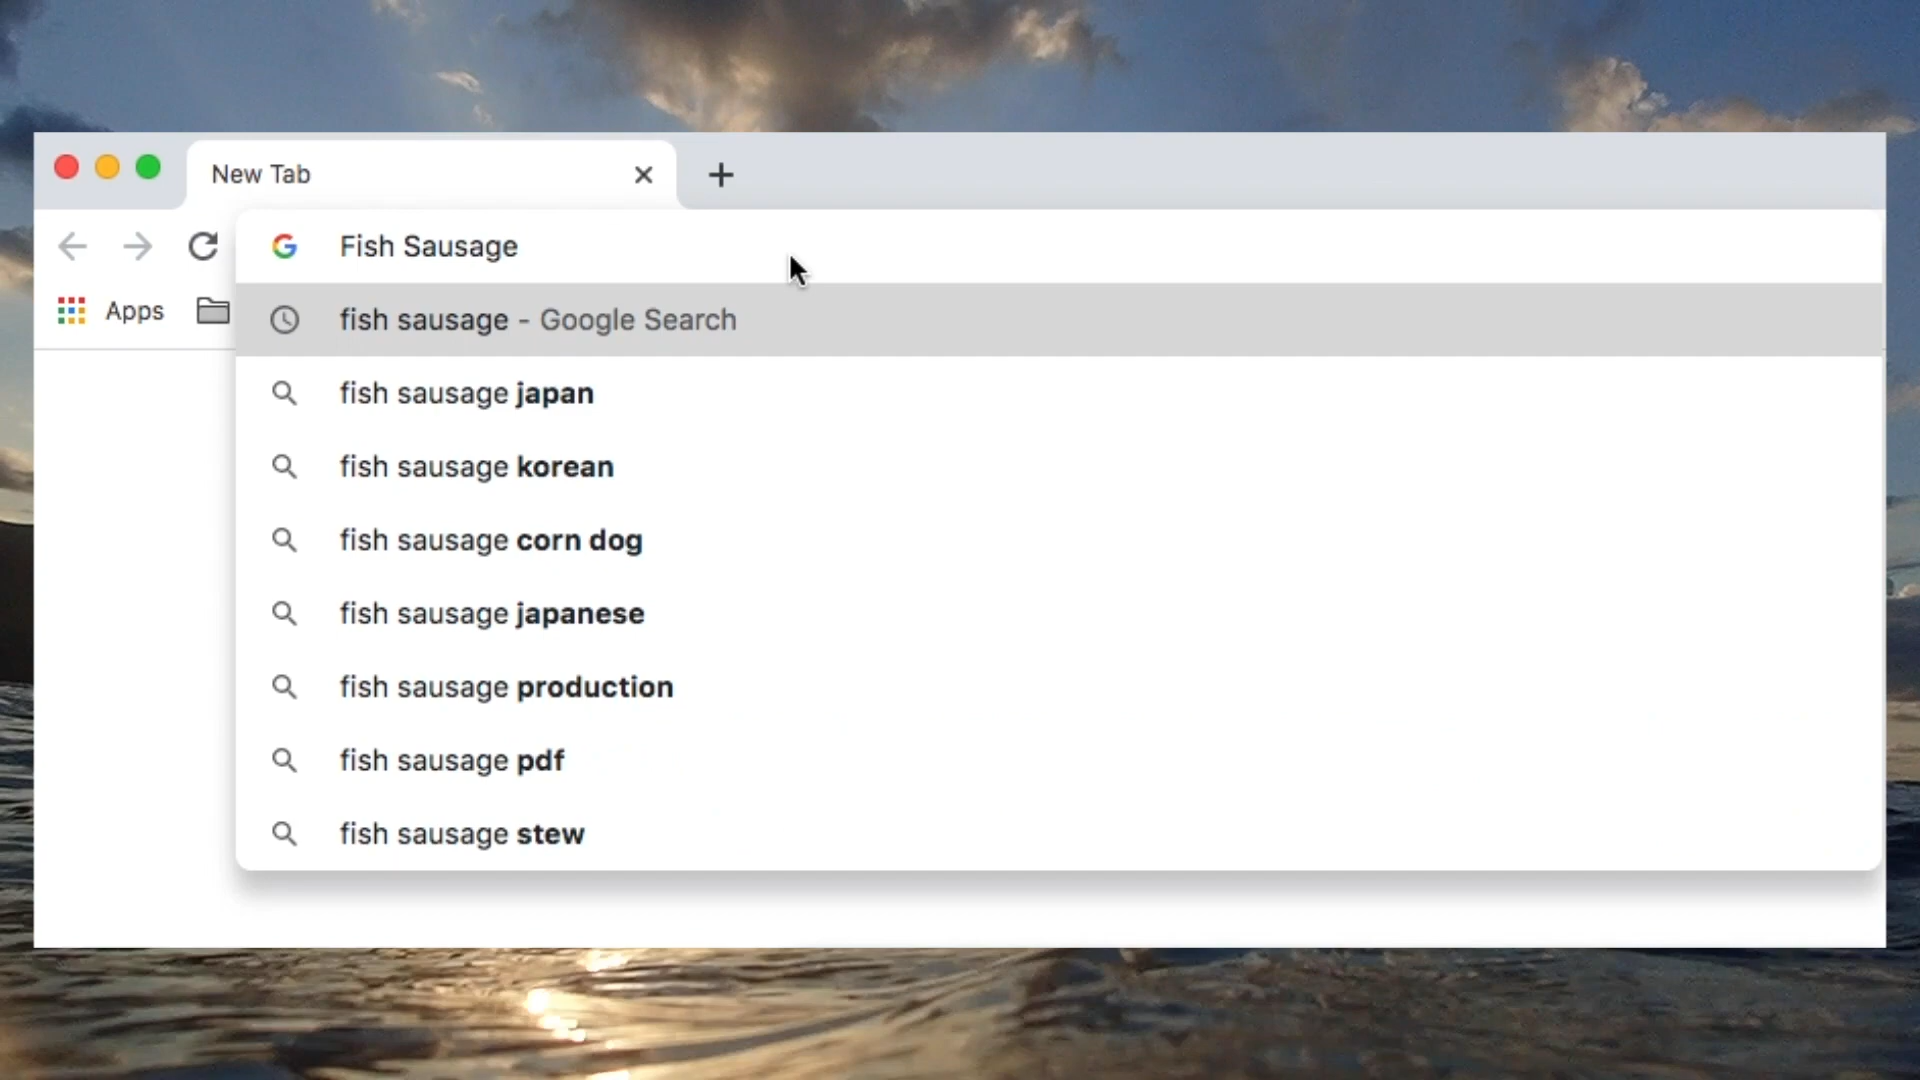 New Tab
Fish Sausage
Apps
fish sausage - Google Search
fish sausage japan
fish sausage korean
fish sausage corn dog
fish sausage japanese
fish sausage production
fish sausage pdf
fish sausage stew